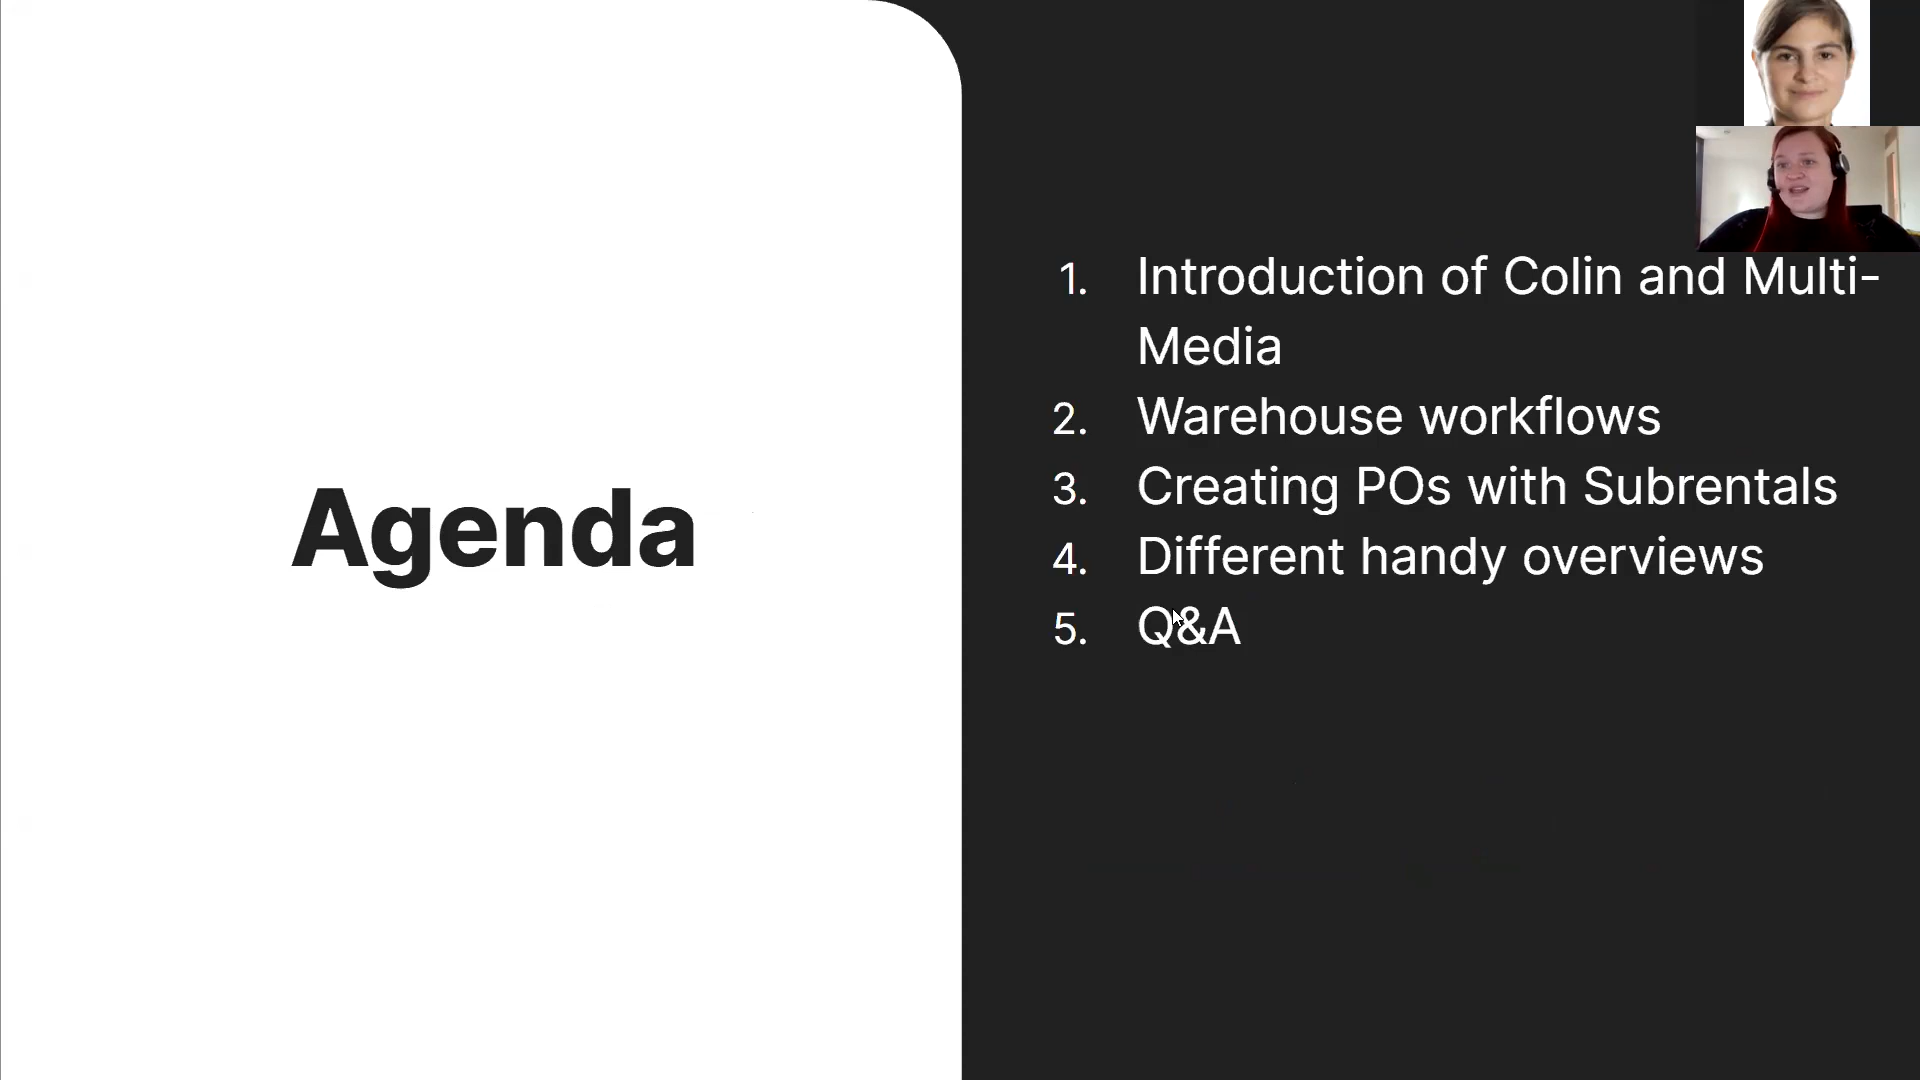 Agenda
1. Introduction of Colin and Multi-
Media
2. Warehouse workflows
3. Creating POs with Subrentals
4. Different handy overviews
5. Q&A